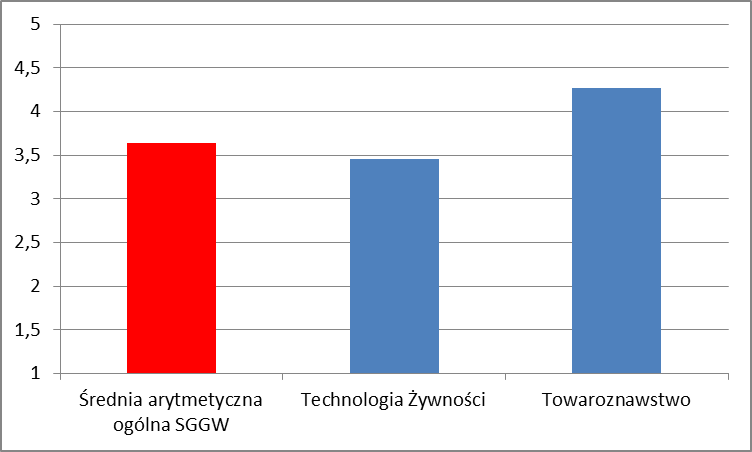 5
4,5
4
3,5
3
2,5
2
1,5
1
Średnia arytmetyczna
ogólna SGGW
Technologia Żywności
Towaroznawstwo